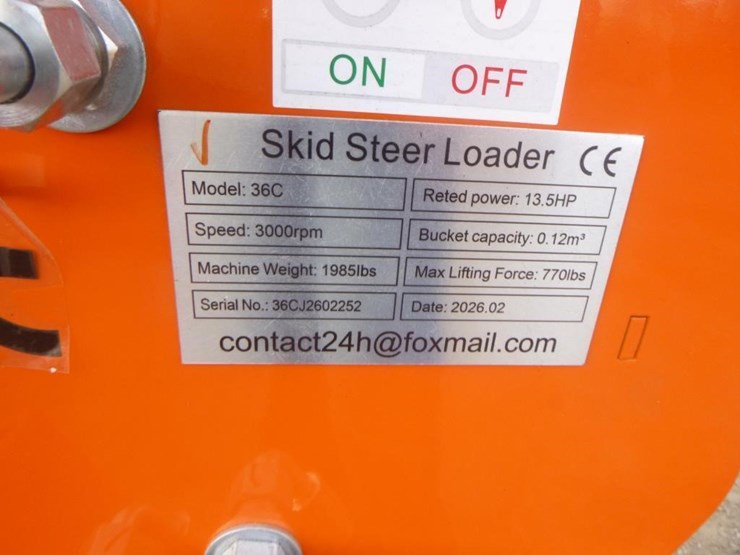 ON OFF
Skid Steer Loader CE
Model: 36C
Reted power: 13.5HP
Speed: 3000rpm
Bucket capacity: 0.12m³
Machine Weight: 1985lbs
Max Lifting Force: 770lbs
Serial No.: 36CJ2602252
Date: 2026.02
contact24h@foxmail.com